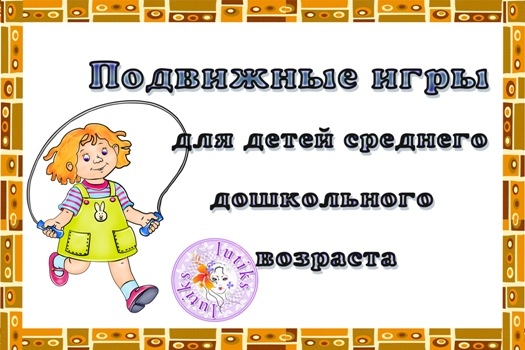 Подвижные игры
для детей среднего
дошкольного
возраста
lutiks
lutiks